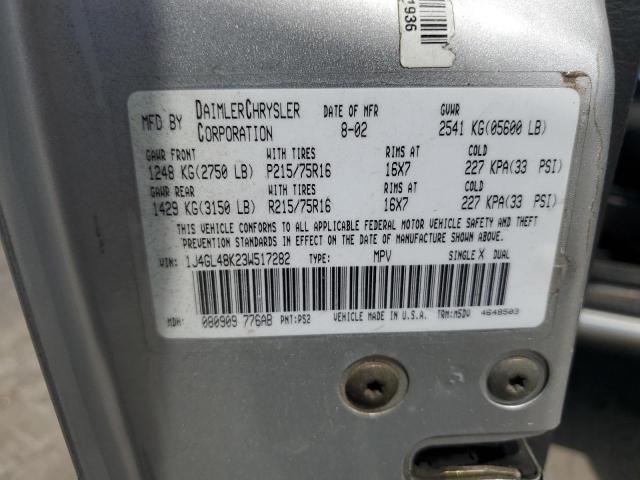 1936
MFD BY DAIMLERCHRYSLER CORPORATION DATE OF MFR 8-02 GVWR 2541 KG(05600 LB)
GAWR FRONT WITH TIRES RIMS AT COLD
1248 KG(2750 LB) P215/75R16 16X7 227 KPA(33 PSI)
GAWR REAR WITH TIRES RIMS AT COLD
1429 KG(3150 LB) R215/75R16 16X7 227 KPA(33 PSI)
THIS VEHICLE CONFORMS TO ALL APPLICABLE FEDERAL MOTOR VEHICLE SAFETY AND THEFT
PREVENTION STANDARDS IN EFFECT ON THE DATE OF MANUFACTURE SHOWN ABOVE.
VIN: 1J4GL48K23W517282 TYPE: MPV SINGLE X DUAL
MDH: 080909 776AB PNT:PS2 VEHICLE MADE IN U.S.A. TRM:MSDV 4648503